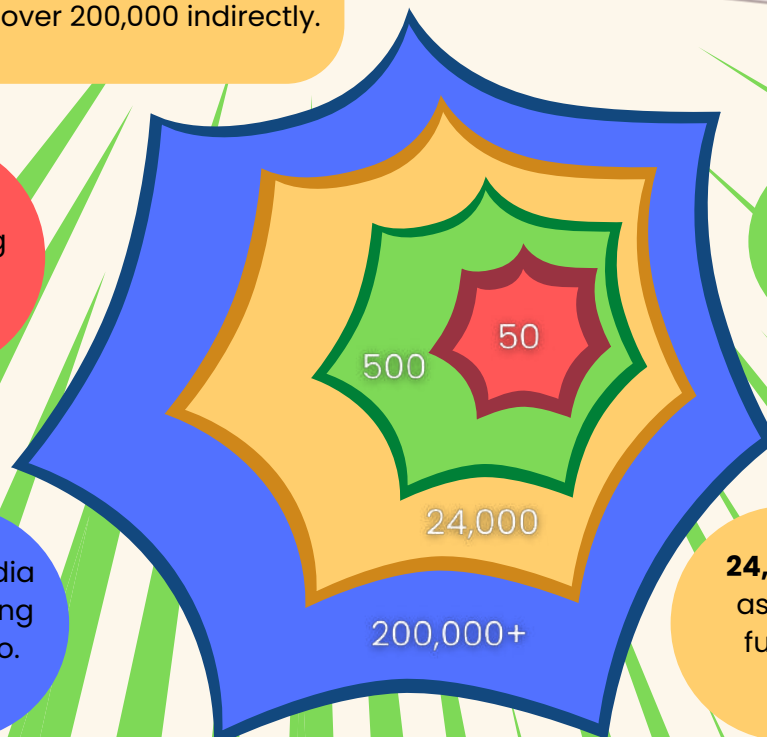 over 200,000 indirectly.
g
50
500
24,000
dia
ng
o.
24,
as
fu
200,000+